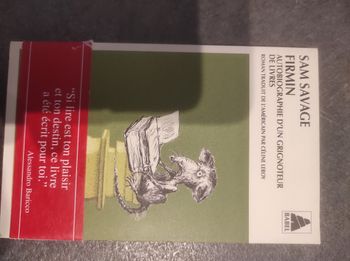 SAM SAVAGE
FIRMIN
AUTOBIOGRAPHIE D'UN GRIGNOTEUR
DE LIVRES
ROMAN TRADUIT DE L'AMÉRICAIN PAR CÉLINE LEROY
BABEL
"Si lire est ton plaisir
et ton destin, ce livre
a été écrit pour toi."
Alessandro Baricco